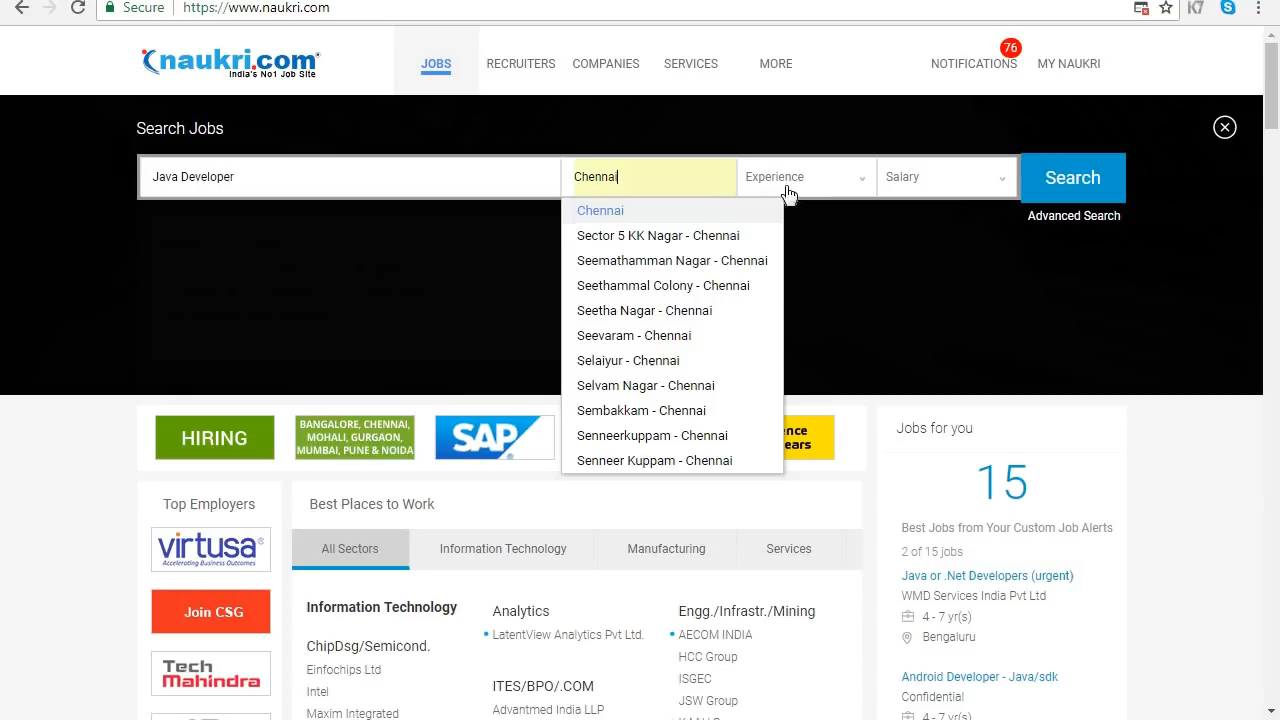 Secure
https://www.naukri.com
K7
naukri.com
India's No1 Job Site
JOBS
RECRUITERS
COMPANIES
SERVICES
MORE
NOTIFICATIONS
76
MY NAUKRI
Search Jobs
Java Developer
Chennai
Experience
Salary
Search
Advanced Search
Chennai
Sector 5 KK Nagar - Chennai
Seemathamman Nagar - Chennai
Seethammal Colony - Chennai
Seetha Nagar - Chennai
Seevaram - Chennai
Selaiyur - Chennai
Selvam Nagar - Chennai
Sembakkam - Chennai
Senneerkuppam - Chennai
Senneer Kuppam - Chennai
HIRING
BANGALORE, CHENNAI,
MOHALI, GURGAON,
MUMBAI, PUNE & NOIDA
SAP
ence
ears
Top Employers
virtusa
Accelerating Business Outcomes
Join CSG
Tech
Mahindra
Best Places to Work
All Sectors
Information Technology
Manufacturing
Services
Information Technology
ChipDsg/Semicond.
Einfochips Ltd
Intel
Maxim Integrated
Analytics
LatentView Analytics Pvt Ltd.
ITES/BPO/.COM
Advantmed India LLP
Engg./Infrastr./Mining
AECOM INDIA
HCC Group
ISGEC
JSW Group
Jobs for you
15
Best Jobs from Your Custom Job Alerts
2 of 15 jobs
Java or .Net Developers (urgent)
WMD Services India Pvt Ltd
4 - 7 yr(s)
Bengaluru
Android Developer - Java/sdk
Confidential
4 - 7 yr(s)